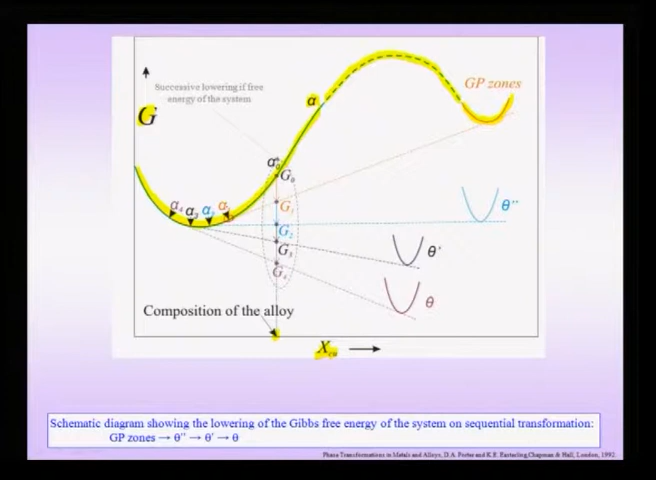 Successive lowering if free
energy of the system
G
α
GP zones
α₀
G₀
α₄ α₃ α₂ α₁
G₁
θ''
G₂
G₃
θ'
G₄
θ
Composition of the alloy
X_Cu
Schematic diagram showing the lowering of the Gibbs free energy of the system on sequential transformation:
GP zones → θ'' → θ' → θ
Phase Transformations in Metals and Alloys, D.A. Porter and K.E. Easterling, Chapman & Hall, London, 1992.